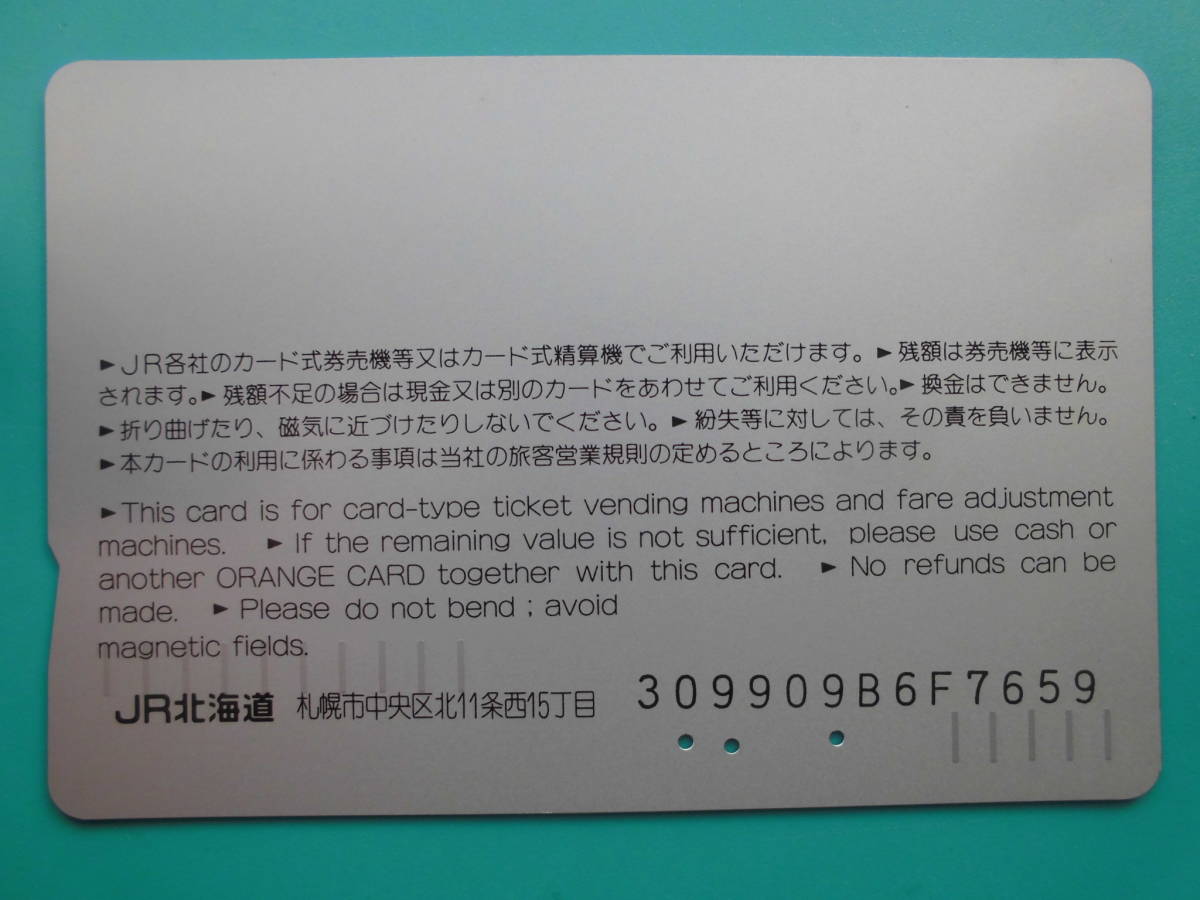 ►JR各社のカード式券売機等又はカード式精算機でご利用いただけます。►残額は券売機等に表示
されます。►残額不足の場合は現金又は別のカードをあわせてご利用ください。►換金はできません。
►折り曲げたり、磁気に近づけたりしないでください。►紛失等に対しては、その責を負いません。
►本カードの利用に係わる事項は当社の旅客営業規則の定めるところによります。
►This card is for card-type ticket vending machines and fare adjustment
machines. ►If the remaining value is not sufficient, please use cash or
another ORANGE CARD together with this card. ►No refunds can be
made. ►Please do not bend ; avoid
magnetic fields.
JR北海道 札幌市中央区北11条西15丁目
309909B6F7659